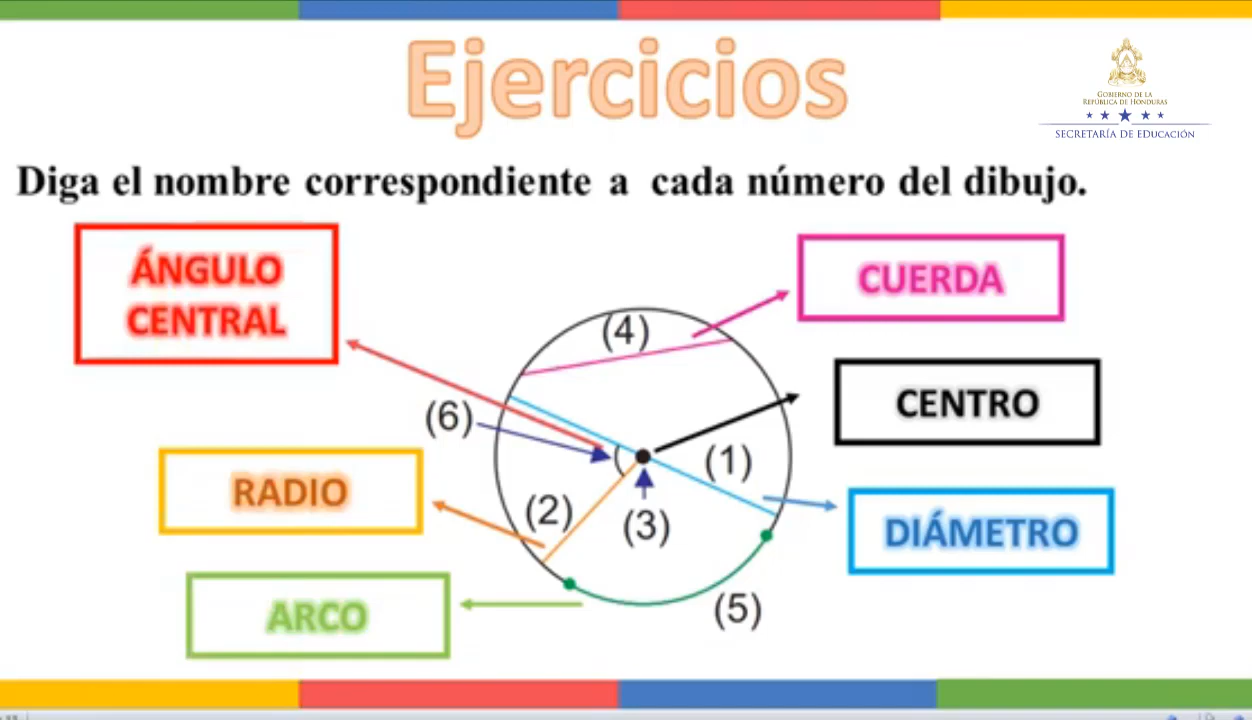 Ejercicios
GOBIERNO DE LA
REPÚBLICA DE HONDURAS
SECRETARÍA DE EDUCACIÓN
Diga el nombre correspondiente a cada número del dibujo.
ÁNGULO
CENTRAL
CUERDA
(4)
CENTRO
(6)
(1)
RADIO
(2)
(3)
DIÁMETRO
ARCO
(5)